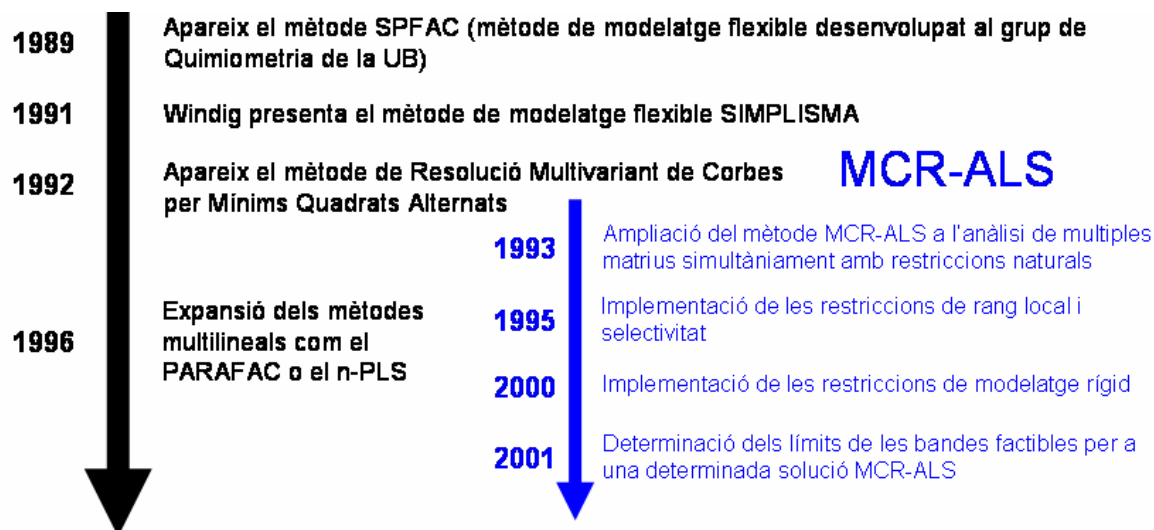 1989
Apareix el mètode SPFAC (mètode de modelatge flexible desenvolupat al grup de
Quimiometria de la UB)
1991
Windig presenta el mètode de modelatge flexible SIMPLISMA
1992
Apareix el mètode de Resolució Multivariant de Corbes
per Mínims Quadrats Alternats
MCR-ALS
1993
Ampliació del mètode MCR-ALS a l'anàlisi de multiples
matrius simultàniament amb restriccions naturals
1995
Implementació de les restriccions de rang local i
selectivitat
1996
Expansió dels mètodes
multilineals com el
PARAFAC o el n-PLS
2000
Implementació de les restriccions de modelatge rígid
2001
Determinació dels límits de les bandes factibles per a
una determinada solució MCR-ALS